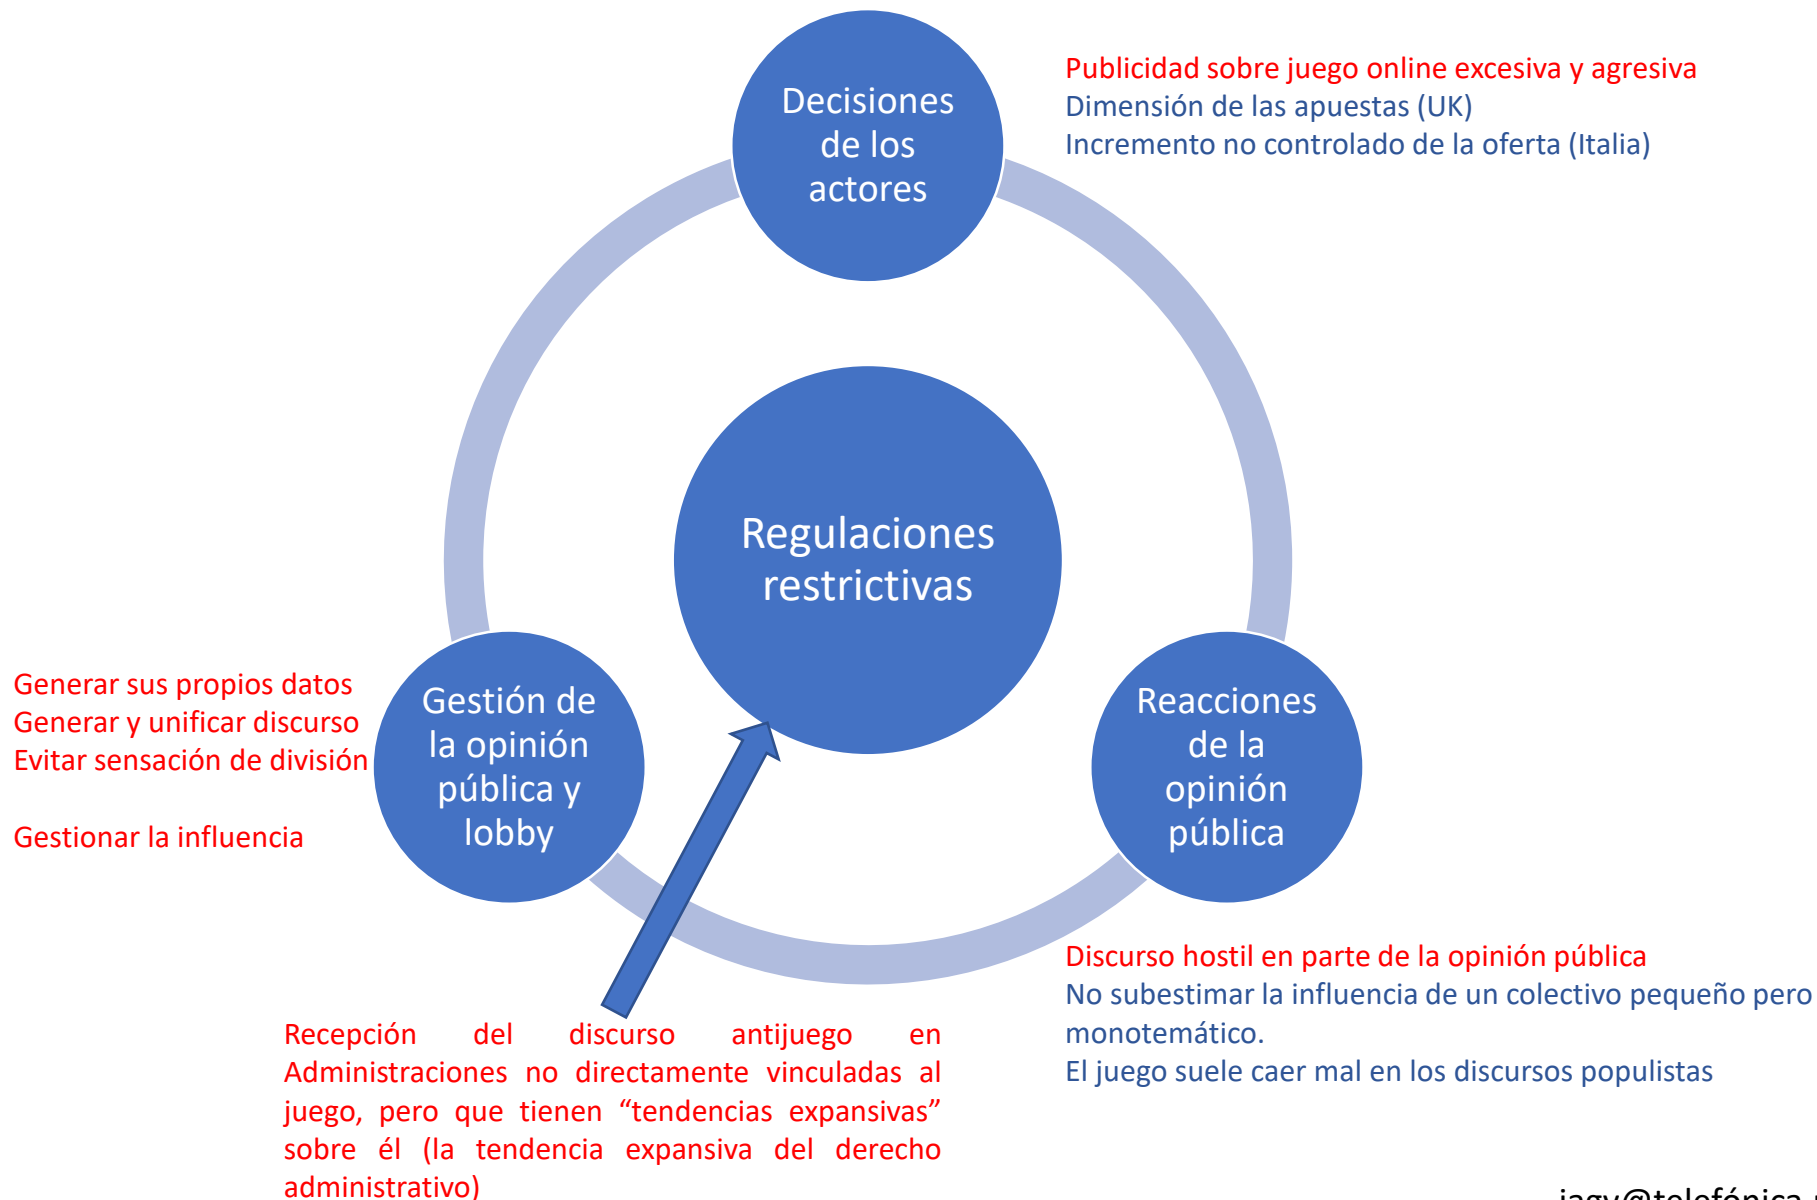 Decisiones
de los
actores
Publicidad sobre juego online excesiva y agresiva
Dimensión de las apuestas (UK)
Incremento no controlado de la oferta (Italia)
Regulaciones
restrictivas
Generar sus propios datos
Generar y unificar discurso
Evitar sensación de división
Gestionar la influencia
Gestión de
la opinión
pública y
lobby
Reacciones
de la
opinión
pública
Discurso hostil en parte de la opinión pública
No subestimar la influencia de un colectivo pequeño pero
monotemático.
El juego suele caer mal en los discursos populistas
Recepción del discurso antijuego en
Administraciones no directamente vinculadas al
juego, pero que tienen “tendencias expansivas”
sobre él (la tendencia expansiva del derecho
administrativo)